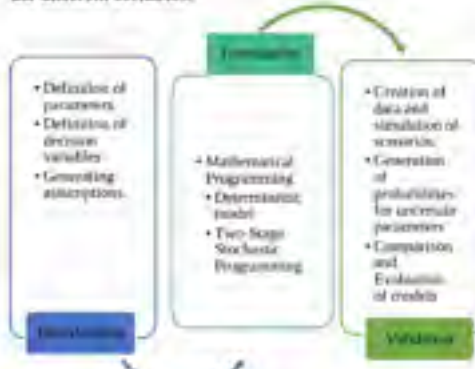 • Definition of
parameters
• Definition of
decision
variables
• Generating
assumptions
Formulation
• Mathematical
Programming
• Deterministic
model
• Two-Stage
Stochastic
Programming
• Creation of
data and
simulation of
scenarios
• Generation
of
probabilities
for uncertain
parameters
• Comparison
and
Evaluation
of models
Validation